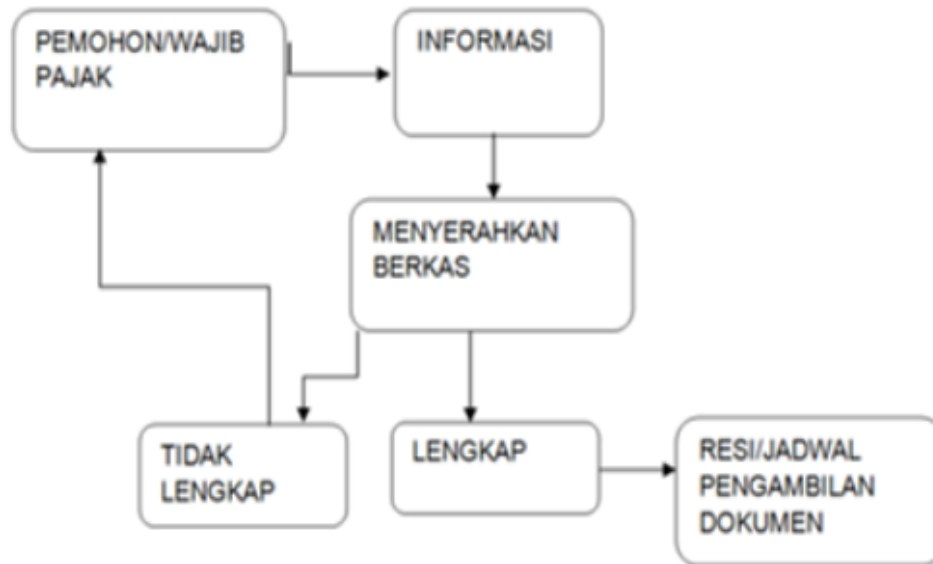 PEMOHON/WAJIB
PAJAK
INFORMASI
MENYERAHKAN
BERKAS
TIDAK
LENGKAP
LENGKAP
RESI/JADWAL
PENGAMBILAN
DOKUMEN